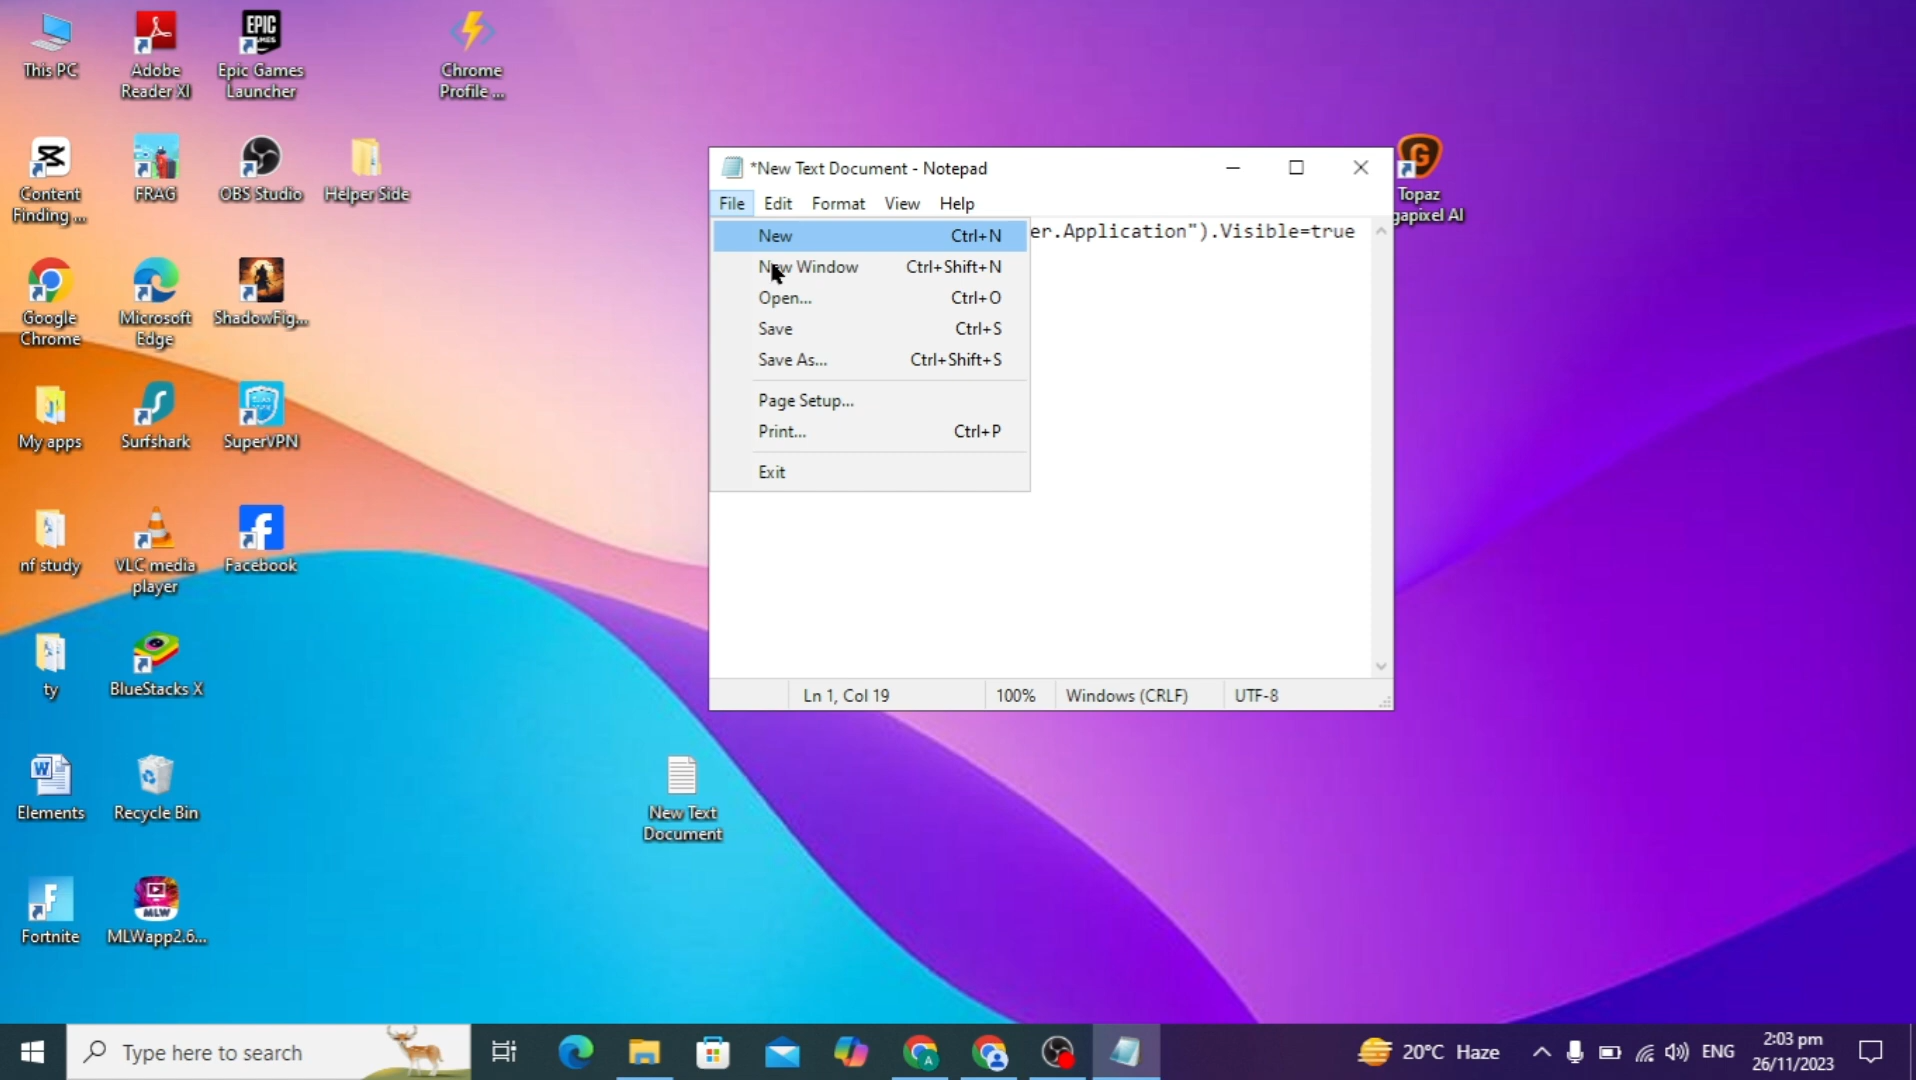 This PC
Adobe
Reader XI
Epic Games
Launcher
Chrome
Profile ...
Content
Finding ...
FRAG
OBS Studio
Helper Side
Google
Chrome
Microsoft
Edge
ShadowFig...
My apps
Surfshark
SuperVPN
nf study
VLC media
player
Facebook
ty
BlueStacks X
Elements
Recycle Bin
Fortnite
MLWapp2.6...
New Text
Document
Topaz
gapixel AI
EPIC
GAMES
MLW
*New Text Document - Notepad
File Edit Format View Help
er.Application").Visible=true
New Ctrl+N
New Window Ctrl+Shift+N
Open... Ctrl+O
Save Ctrl+S
Save As... Ctrl+Shift+S
Page Setup...
Print... Ctrl+P
Exit
Ln 1, Col 19 100% Windows (CRLF) UTF-8
Type here to search
20°C Haze
ENG
2:03 pm
26/11/2023